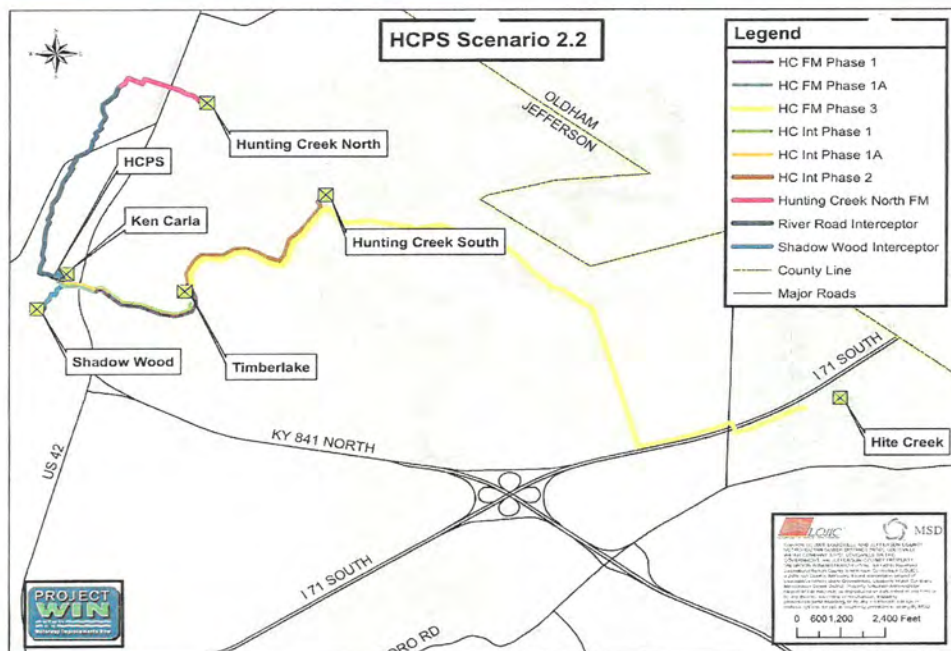 HCPS Scenario 2.2
Legend
HC FM Phase 1
HC FM Phase 1A
HC FM Phase 3
HC Int Phase 1
HC Int Phase 1A
HC Int Phase 2
Hunting Creek North FM
River Road Interceptor
Shadow Wood Interceptor
County Line
Major Roads
OLDHAM
JEFFERSON
Hunting Creek North
HCPS
Ken Carla
Hunting Creek South
Shadow Wood
Timberlake
I 71 SOUTH
Hite Creek
KY 841 NORTH
US 42
I 71 SOUTH
ORO RD
PROJECT
WIN
LOJIC
MSD
0 600 1,200 2,400 Feet